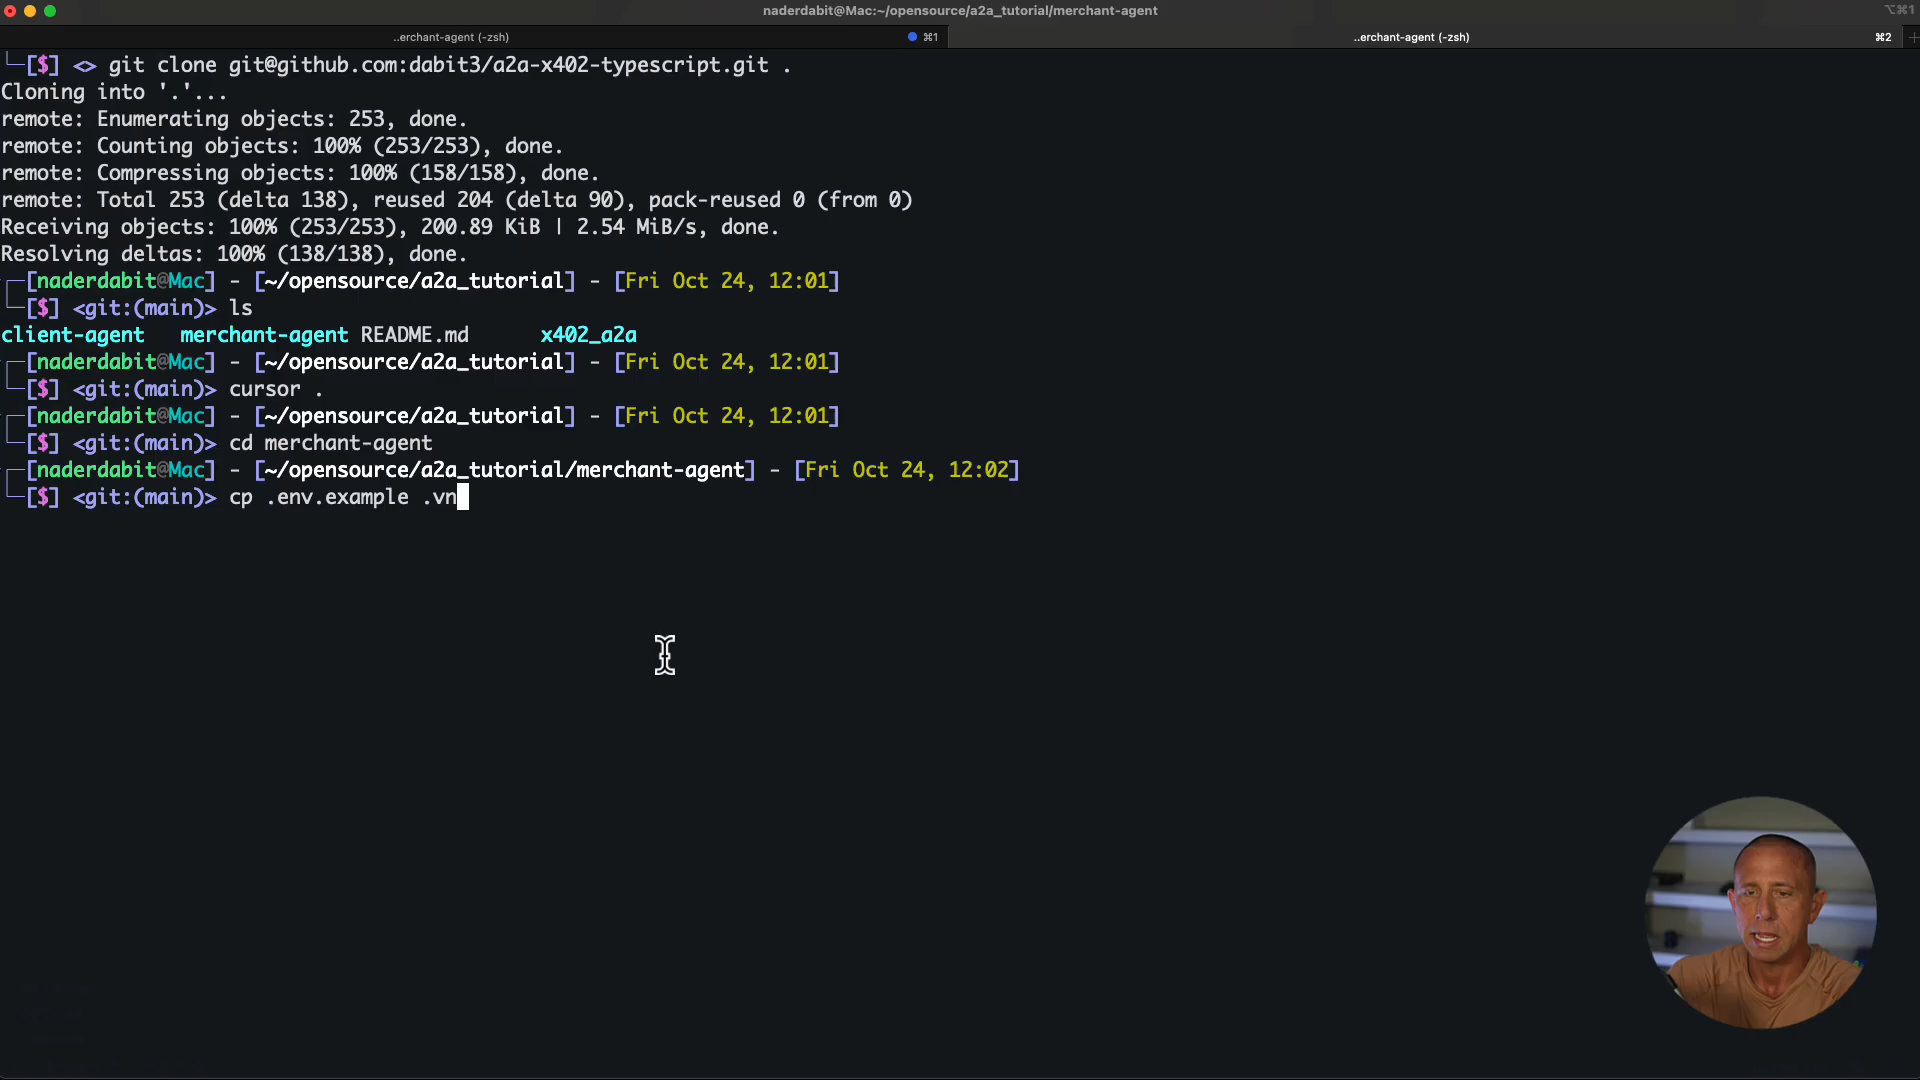 naderdabit@Mac:~/opensource/a2a_tutorial/merchant-agent
⌥⌘1
..erchant-agent (-zsh)
⌘1
..erchant-agent (-zsh)
⌘2
[$] <> git clone git@github.com:dabit3/a2a-x402-typescript.git .
Cloning into '.'...
remote: Enumerating objects: 253, done.
remote: Counting objects: 100% (253/253), done.
remote: Compressing objects: 100% (158/158), done.
remote: Total 253 (delta 138), reused 204 (delta 90), pack-reused 0 (from 0)
Receiving objects: 100% (253/253), 200.89 KiB | 2.54 MiB/s, done.
Resolving deltas: 100% (138/138), done.
[naderdabit@Mac] - [~/opensource/a2a_tutorial] - [Fri Oct 24, 12:01]
[$] <git:(main)> ls
client-agent merchant-agent README.md x402_a2a
[naderdabit@Mac] - [~/opensource/a2a_tutorial] - [Fri Oct 24, 12:01]
[$] <git:(main)> cursor .
[naderdabit@Mac] - [~/opensource/a2a_tutorial] - [Fri Oct 24, 12:01]
[$] <git:(main)> cd merchant-agent
[naderdabit@Mac] - [~/opensource/a2a_tutorial/merchant-agent] - [Fri Oct 24, 12:02]
[$] <git:(main)> cp .env.example .vn